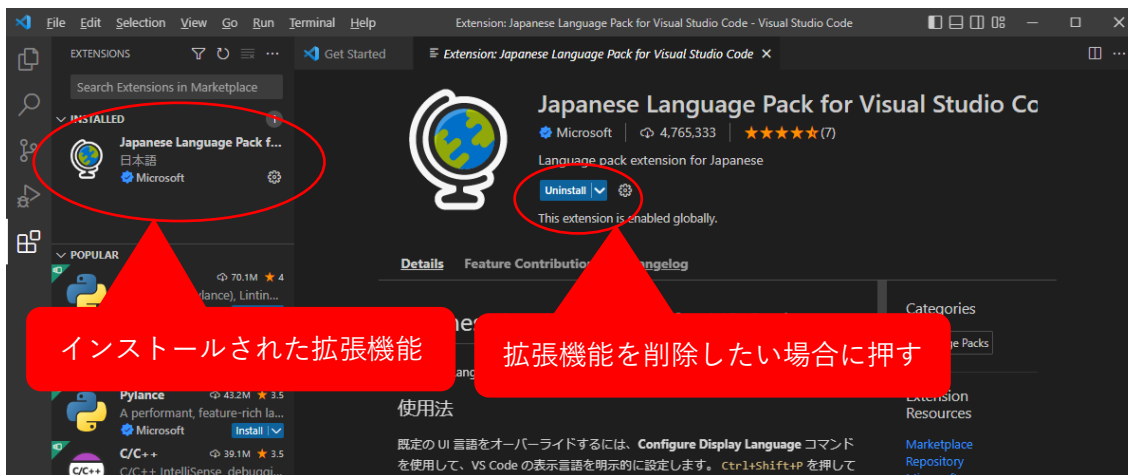 File Edit Selection View Go Run Terminal Help
Extension: Japanese Language Pack for Visual Studio Code - Visual Studio Code
EXTENSIONS
Get Started
Extension: Japanese Language Pack for Visual Studio Code
Search Extensions in Marketplace
INSTALLED
1
Japanese Language Pack f...
日本語
Microsoft
Japanese Language Pack for Visual Studio Co
Microsoft 4,765,333 (7)
Language pack extension for Japanese
Uninstall
This extension is enabled globally.
POPULAR
70.1M 4
Lintin...
インストールされた拡張機能
Pylance 43.2M 3.5
A performant, feature-rich la...
Microsoft Install
C/C++ 39.1M 3.5
C/C++ IntelliSense, debuggi...
Details Feature
拡張機能を削除したい場合に押す
使用法
既定の UI 言語をオーバーライドするには、Configure Display Language コマンド
を使用して、VS Code の表示言語を明示的に設定します。 Ctrl+Shift+P を押して
Categories
Packs
Extension
Resources
Marketplace
Repository